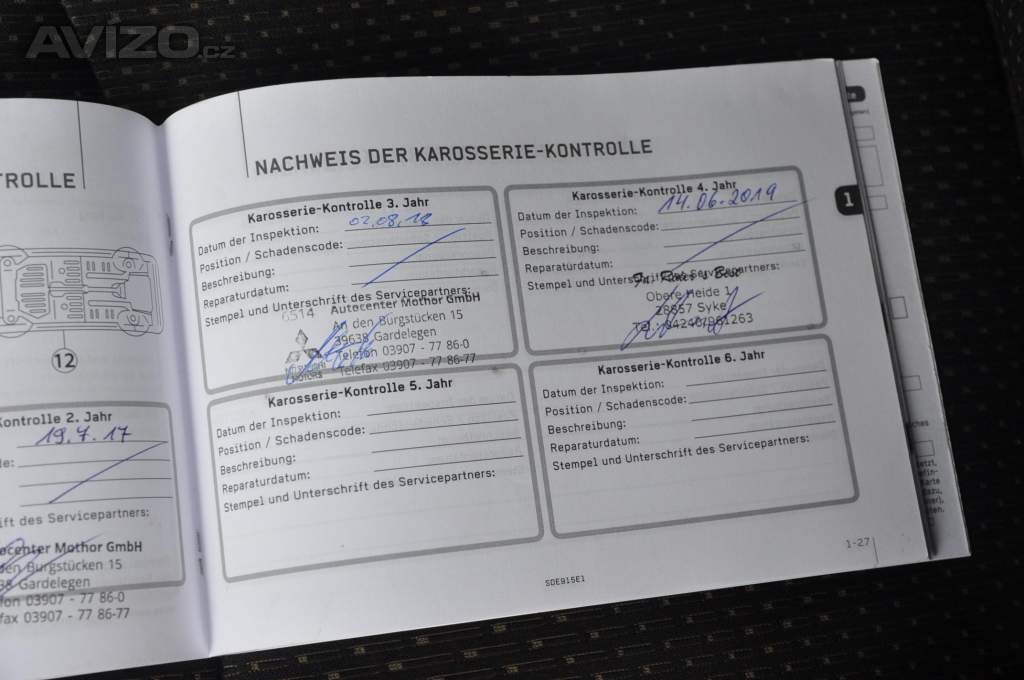 AVÍZO.cz
TROLLE
12
Kontrolle 2. Jahr
19.7.17
de:
ift des Servicepartners:
tocenter Mothor GmbH
den Burgstücken 15
38 Gardelegen
fon 03907 - 77 86-0
fax 03907 - 77 86-77
NACHWEIS DER KAROSSERIE-KONTROLLE
Karosserie-Kontrolle 3. Jahr
Datum der Inspektion: 02.08.18
Position / Schadenscode:
Beschreibung:
Reparaturdatum:
Stempel und Unterschrift des Servicepartners:
6514 Autocenter Mothor GmbH
An den Burgstücken 15
39638 Gardelegen
Telefon 03907 - 77 86-0
Telefax 03907 - 77 86-77
Karosserie-Kontrolle 4. Jahr
Datum der Inspektion: 14.06.2019
Position / Schadenscode:
Beschreibung:
Reparaturdatum:
Stempel und Unterschrift des Servicepartners:
Obere Heide 1
28857 Syke
Karosserie-Kontrolle 5. Jahr
Datum der Inspektion:
Position / Schadenscode:
Beschreibung:
Reparaturdatum:
Stempel und Unterschrift des Servicepartners:
Karosserie-Kontrolle 6. Jahr
Datum der Inspektion:
Position / Schadenscode:
Beschreibung:
Reparaturdatum:
Stempel und Unterschrift des Servicepartners:
1-27
SDE915E1
1